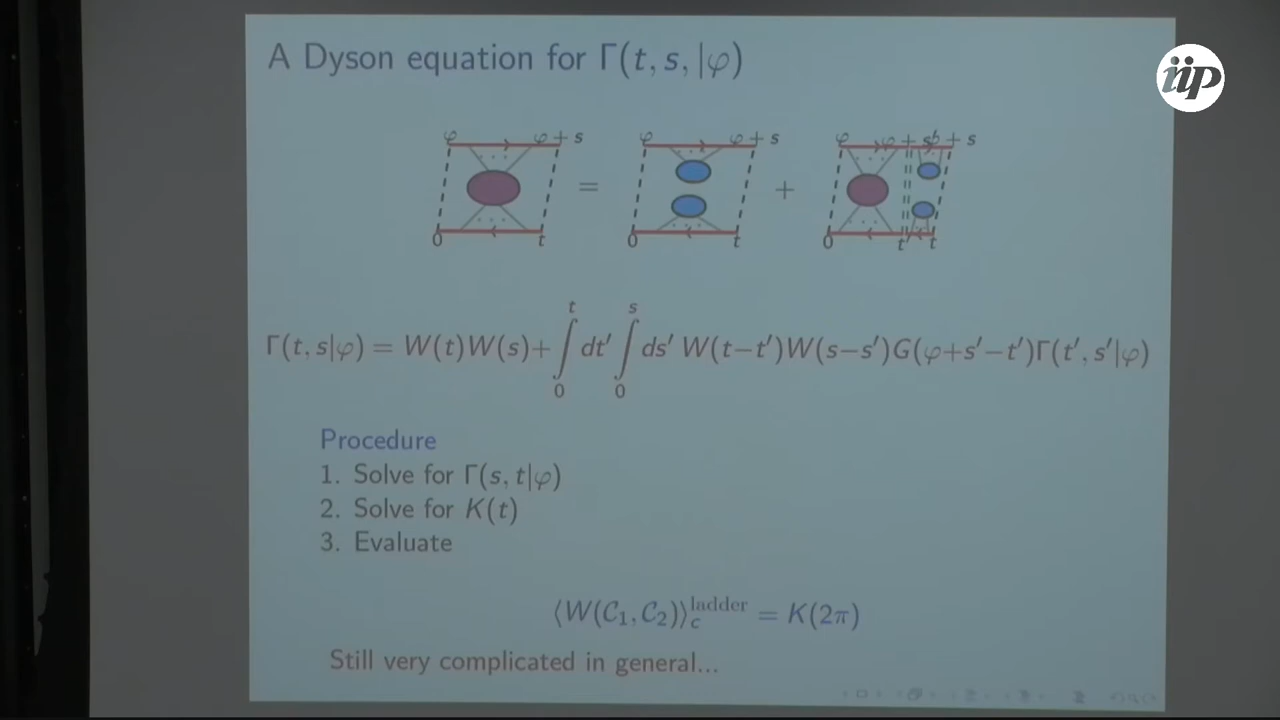 iip
A Dyson equation for Γ(t, s, |φ)
φ φ + s φ φ + s φ φ + s' φ + s
= +
0 t 0 t 0 t' t
Γ(t, s|φ) = W(t)W(s)+ ∫₀ᵗ dt′ ∫₀ˢ ds′ W(t−t′)W(s−s′)G(φ+s′−t′)Γ(t′, s′|φ)
Procedure
1. Solve for Γ(s, t|φ)
2. Solve for K(t)
3. Evaluate
⟨W(C₁, C₂)⟩_c^ladder = K(2π)
Still very complicated in general...